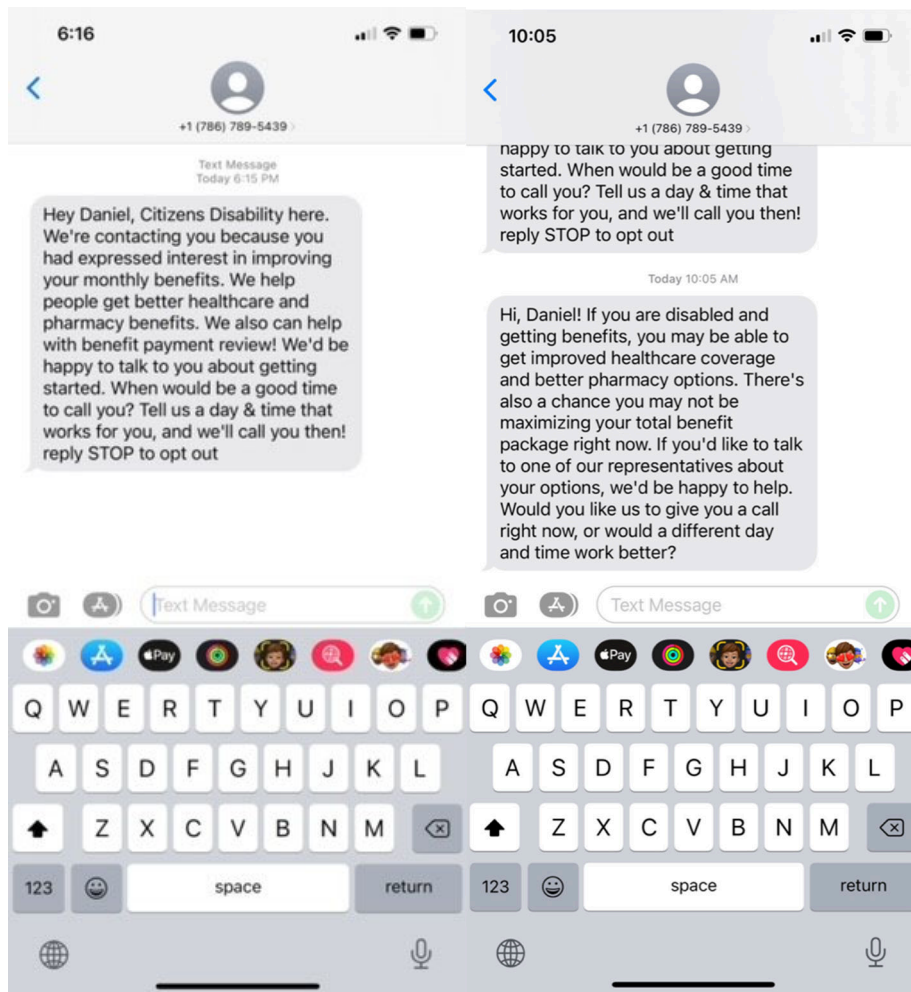 6:16
+1 (786) 789-5439
Text Message
Today 6:15 PM
Hey Daniel, Citizens Disability here.
We're contacting you because you
had expressed interest in improving
your monthly benefits. We help
people get better healthcare and
pharmacy benefits. We also can help
with benefit payment review! We'd be
happy to talk to you about getting
started. When would be a good time
to call you? Tell us a day & time that
works for you, and we'll call you then!
reply STOP to opt out
Text Message
Pay
Q W E R T Y U I O P
A S D F G H J K L
Z X C V B N M
123 space return
10:05
+1 (786) 789-5439
happy to talk to you about getting
started. When would be a good time
to call you? Tell us a day & time that
works for you, and we'll call you then!
reply STOP to opt out
Today 10:05 AM
Hi, Daniel! If you are disabled and
getting benefits, you may be able to
get improved healthcare coverage
and better pharmacy options. There's
also a chance you may not be
maximizing your total benefit
package right now. If you'd like to talk
to one of our representatives about
your options, we'd be happy to help.
Would you like us to give you a call
right now, or would a different day
and time work better?
Text Message
Pay
Q W E R T Y U I O P
A S D F G H J K L
Z X C V B N M
123 space return